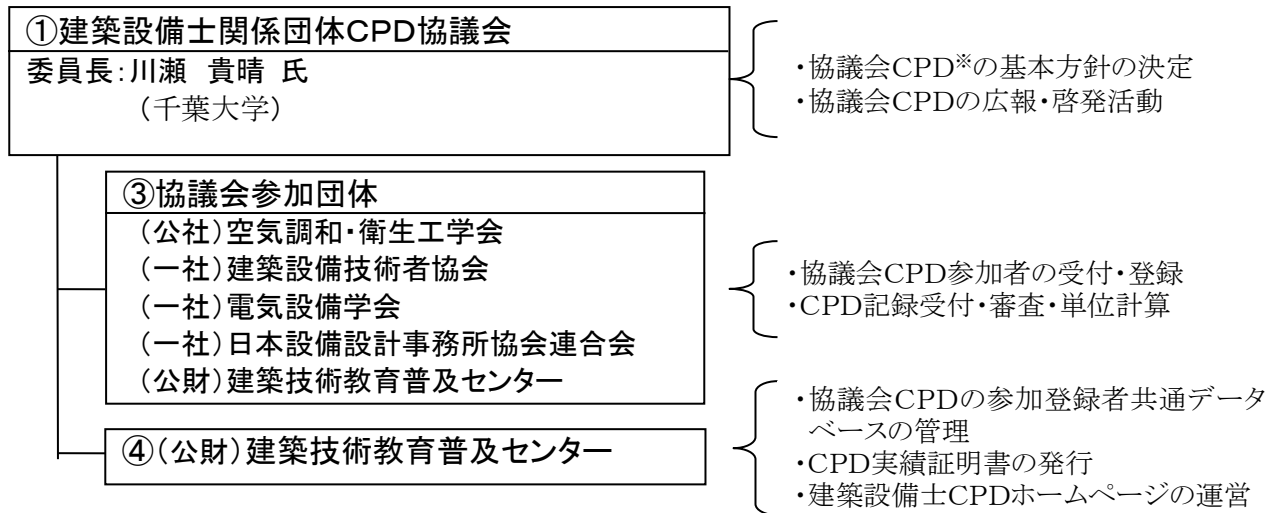 ①建築設備士関係団体CPD協議会
委員長：川瀬　貴晴 氏
（千葉大学）
・協議会CPD※の基本方針の決定
・協議会CPDの広報・啓発活動
③協議会参加団体
（公社）空気調和・衛生工学会
（一社）建築設備技術者協会
（一社）電気設備学会
（一社）日本設備設計事務所協会連合会
（公財）建築技術教育普及センター
・協議会CPD参加者の受付・登録
・CPD記録受付・審査・単位計算
④（公財）建築技術教育普及センター
・協議会CPDの参加登録者共通データ
ベースの管理
・CPD実績証明書の発行
・建築設備士CPDホームページの運営